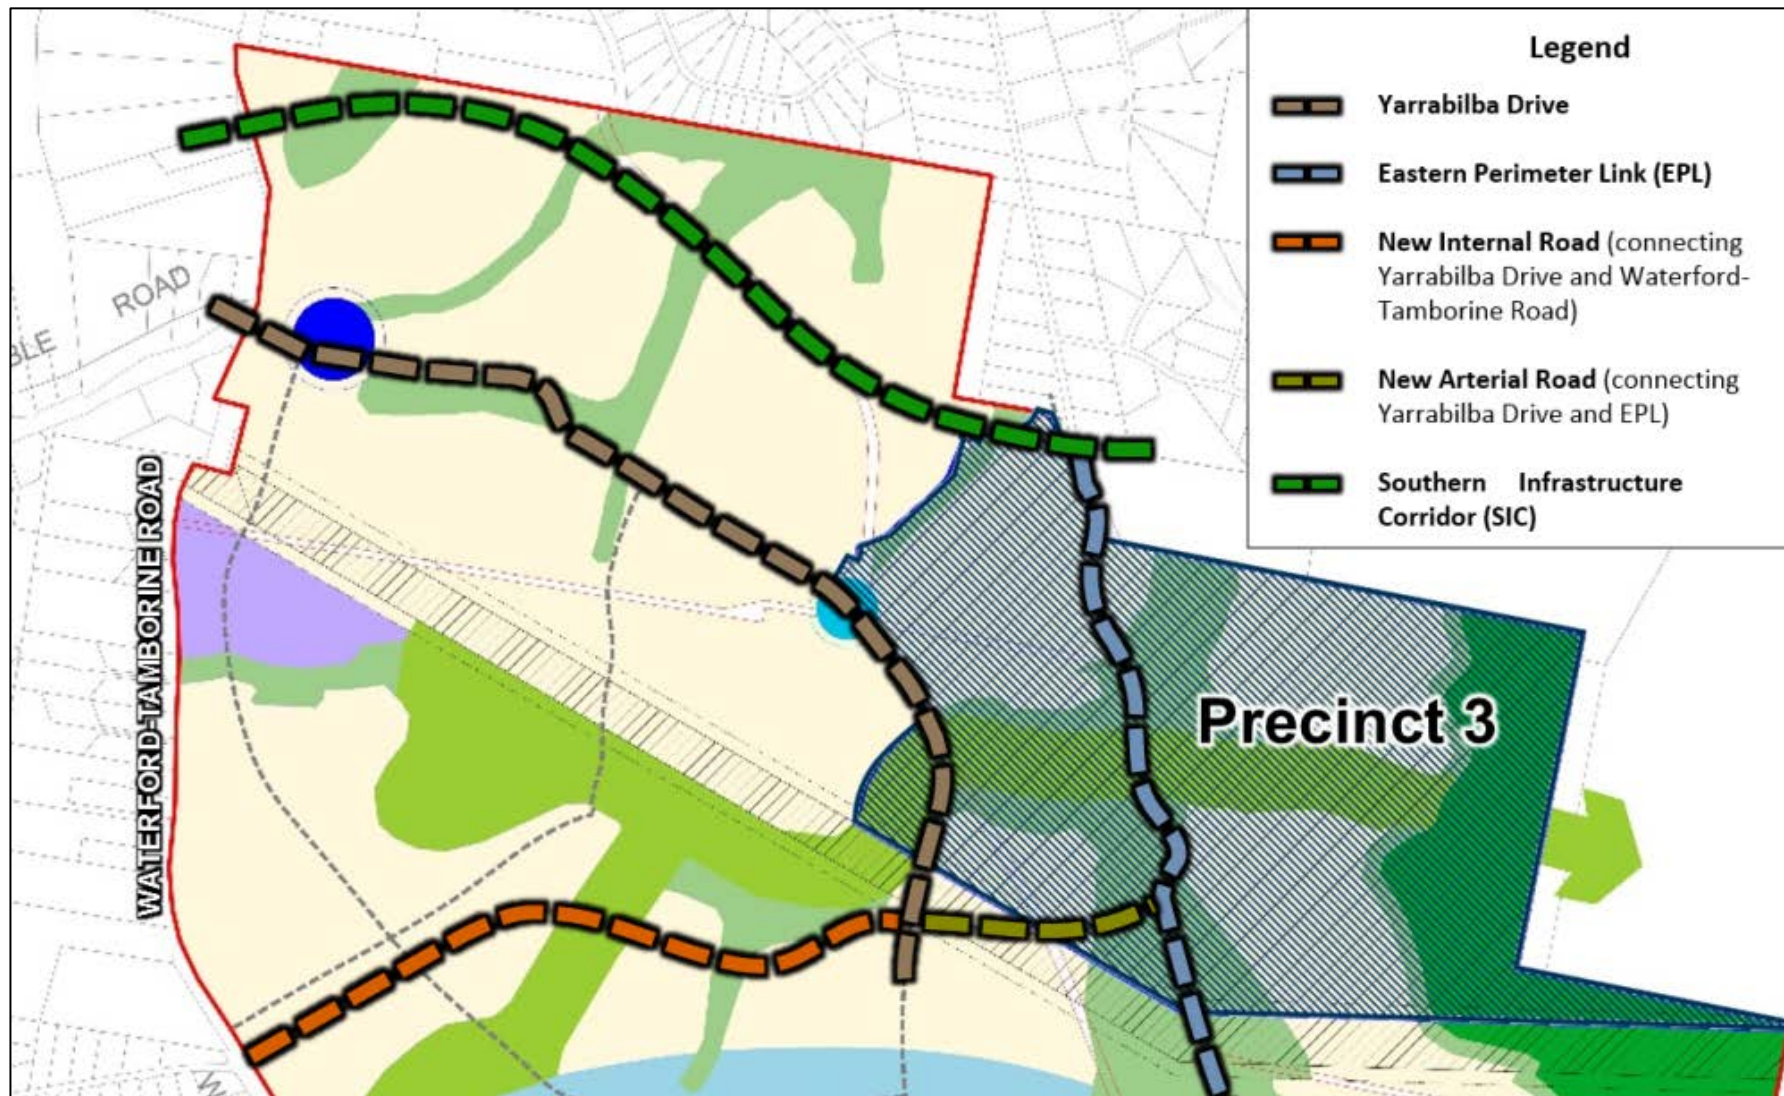 Legend
Yarrabilba Drive
Eastern Perimeter Link (EPL)
New Internal Road (connecting
Yarrabilba Drive and Waterford-
Tamborine Road)
New Arterial Road (connecting
Yarrabilba Drive and EPL)
Southern Infrastructure
Corridor (SIC)
ROAD
BLE
WATERFORD-TAMBORINE ROAD
Precinct 3
W